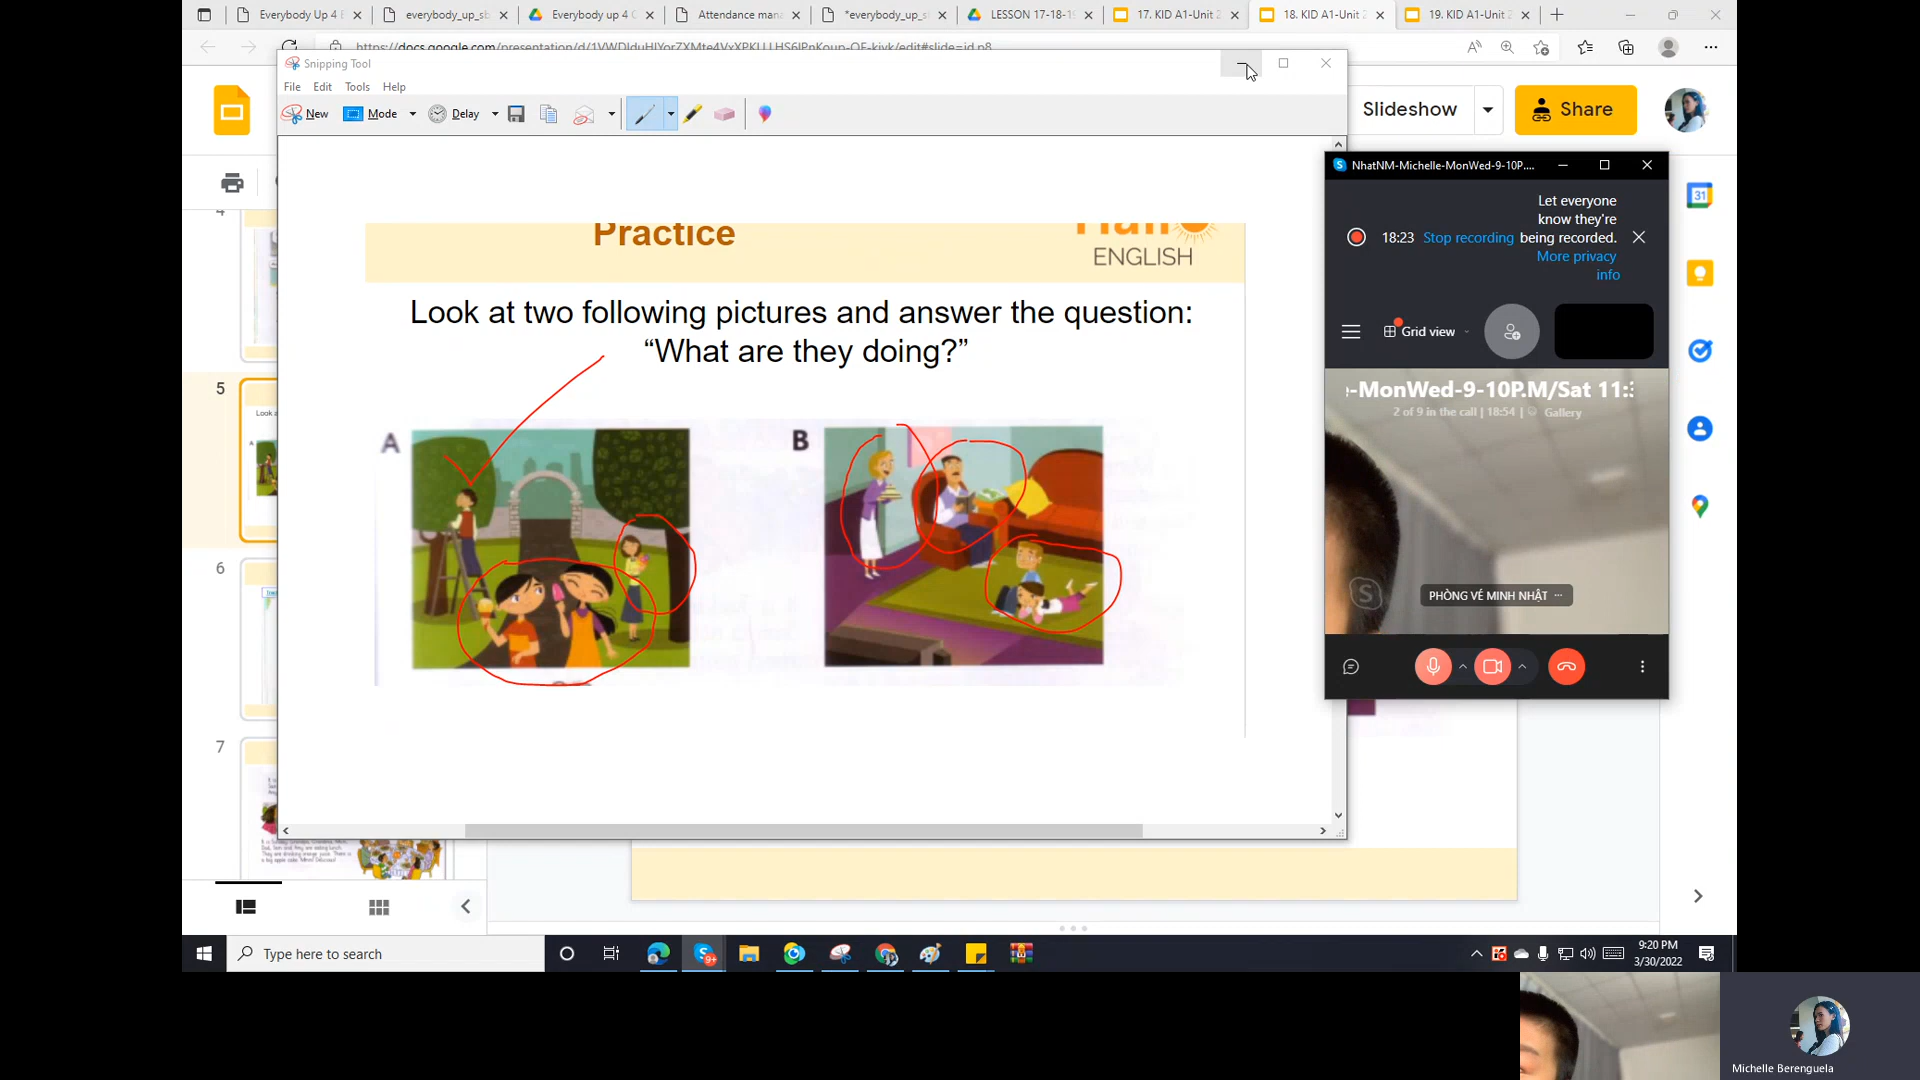 Everybody Up 4
everybody_up_sb
Everybody up 4
Attendance man
*everybody_up_s
LESSON 17-18-1
17. KID A1-Unit 2
18. KID A1-Unit 2
19. KID A1-Unit 2
Snipping Tool
File Edit Tools Help
New Mode Delay
Slideshow
Share
Practice
ENGLISH
Look at two following pictures and answer the question:
“What are they doing?”
A
B
4
5
6
7
NhatNM-Michelle-MonWed-9-10P....
Let everyone
know they're
18:23 Stop recording being recorded.
More privacy
info
Grid view
-MonWed-9-10P.M/Sat 11:
2 of 9 in the call | 18:54 | Gallery
PHÒNG VÉ MINH NHẬT ...
31
Type here to search
9+
9:20 PM
3/30/2022
Michelle Berenguela